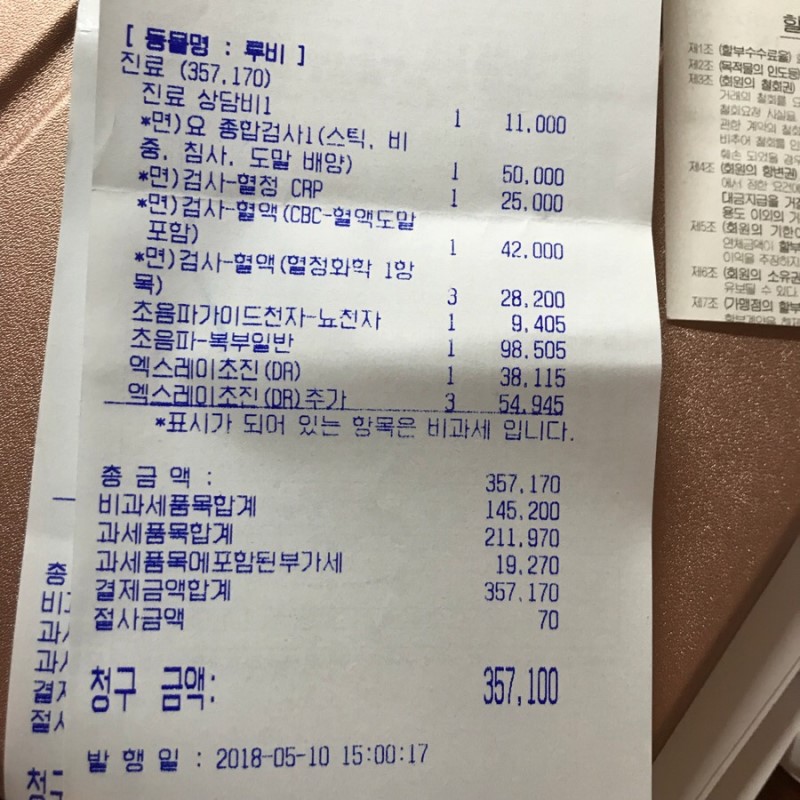 [ 동물명 : 루비 ]
진료 (357.170)
진료 상담비1 1 11,000
*면)요 종합검사1(스틱, 비
중, 침사, 도말 배양) 1 50,000
*면)검사-혈청 CRP 1 25,000
*면)검사-혈액(CBC-혈액도말
포함) 1 42,000
*면)검사-혈액(혈청화학 1항
목) 3 28,200
초음파가이드천자-뇨천자 1 9,405
초음파-복부일반 1 98,505
엑스레이초진(DR) 1 38,115
엑스레이초진(DR)추가 3 54,945
*표시가 되어 있는 항목은 비과세 입니다.
총 금 액 : 357,170
비과세품목합계 145,200
과세품목합계 211,970
과세품목에포함된부가세 19,270
결제금액합계 357,170
절사금액 70
청구 금액: 357,100
발 행 일 : 2018-05-10 15:00:17
총
비
과
과
결
절
청
할
제1조 (할부수수료율)
제2조 (목적물의 인도등
제3조 (회원의 철회권)
거래의 철회를 요
철회요청 사실을
관한 계약의 철회
비추어 철회를 인
훼손 되었을 경우
제4조 (회원의 항변권)
에서 정한 요건에
대금지급을 거절
용도 이외의 기
제5조 (회원의 기한이
연체금액이 할부
이익을 주장하지
제6조 (회원의 소유권
유보될 수 있다
제7조 (가맹점의 할부